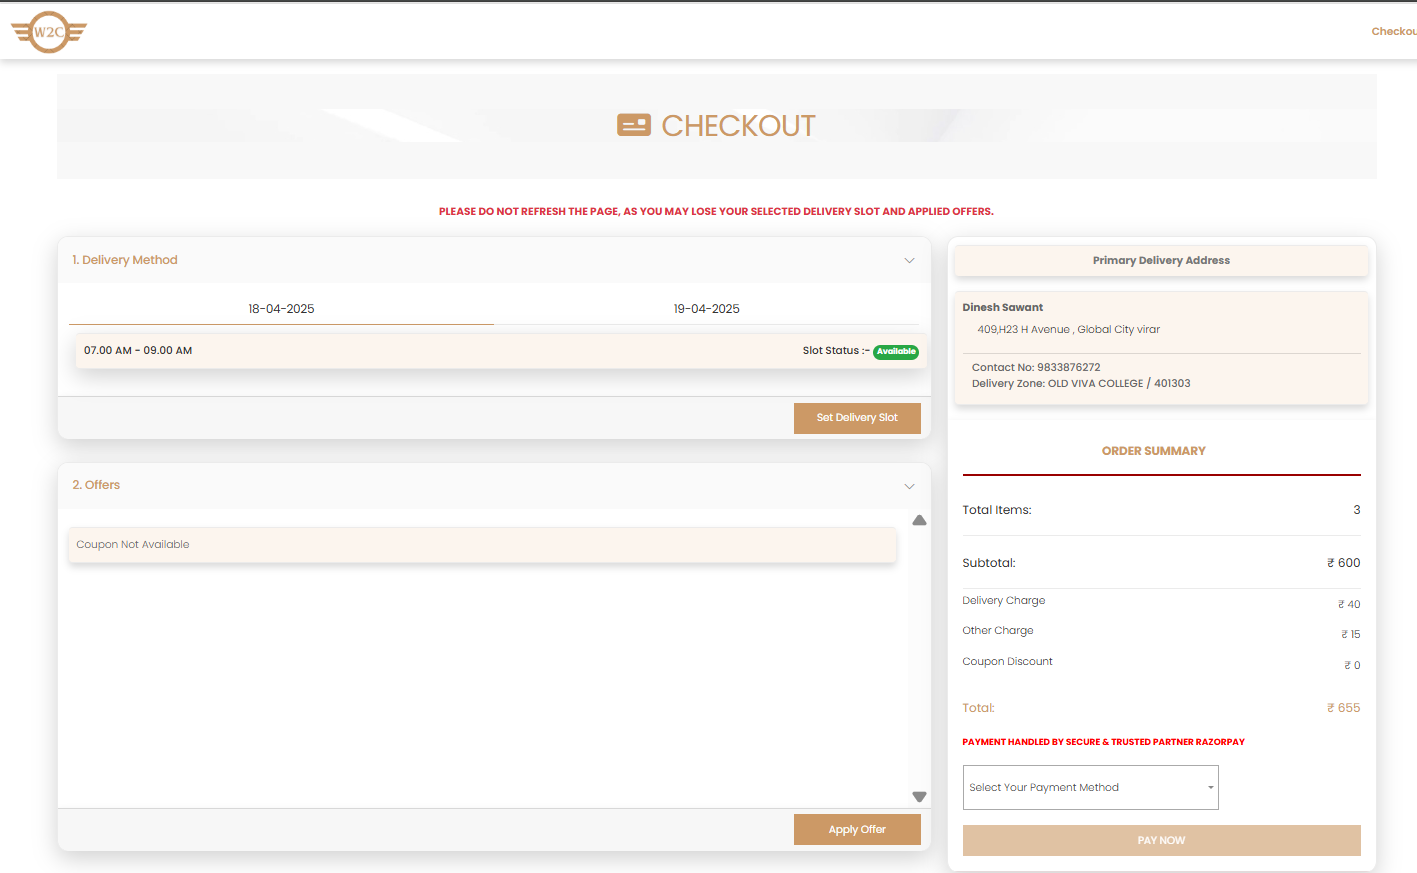 W2C
Checkou
CHECKOUT
PLEASE DO NOT REFRESH THE PAGE, AS YOU MAY LOSE YOUR SELECTED DELIVERY SLOT AND APPLIED OFFERS.
1. Delivery Method
18-04-2025 19-04-2025
07.00 AM - 09.00 AM Slot Status :- Available
Set Delivery Slot
2. Offers
Coupon Not Available
Apply Offer
Primary Delivery Address
Dinesh Sawant
409,H23 H Avenue , Global City virar
Contact No: 9833876272
Delivery Zone: OLD VIVA COLLEGE / 401303
ORDER SUMMARY
Total Items: 3
Subtotal: ₹ 600
Delivery Charge ₹ 40
Other Charge ₹ 15
Coupon Discount ₹ 0
Total: ₹ 655
PAYMENT HANDLED BY SECURE & TRUSTED PARTNER RAZORPAY
Select Your Payment Method
PAY NOW